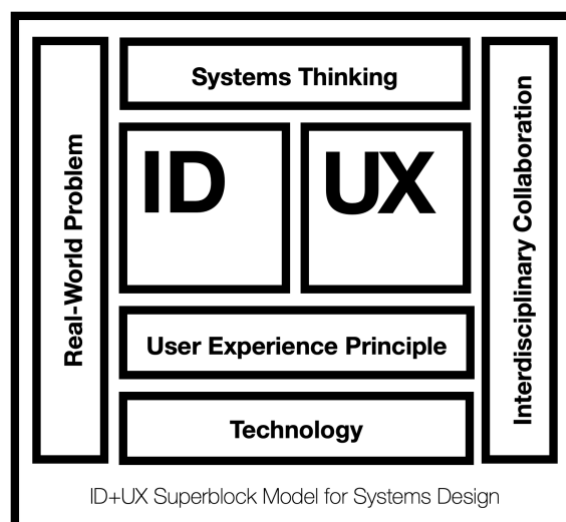 Systems Thinking
Real-World Problem
ID
UX
Interdisciplinary Collaboration
User Experience Principle
Technology
ID+UX Superblock Model for Systems Design